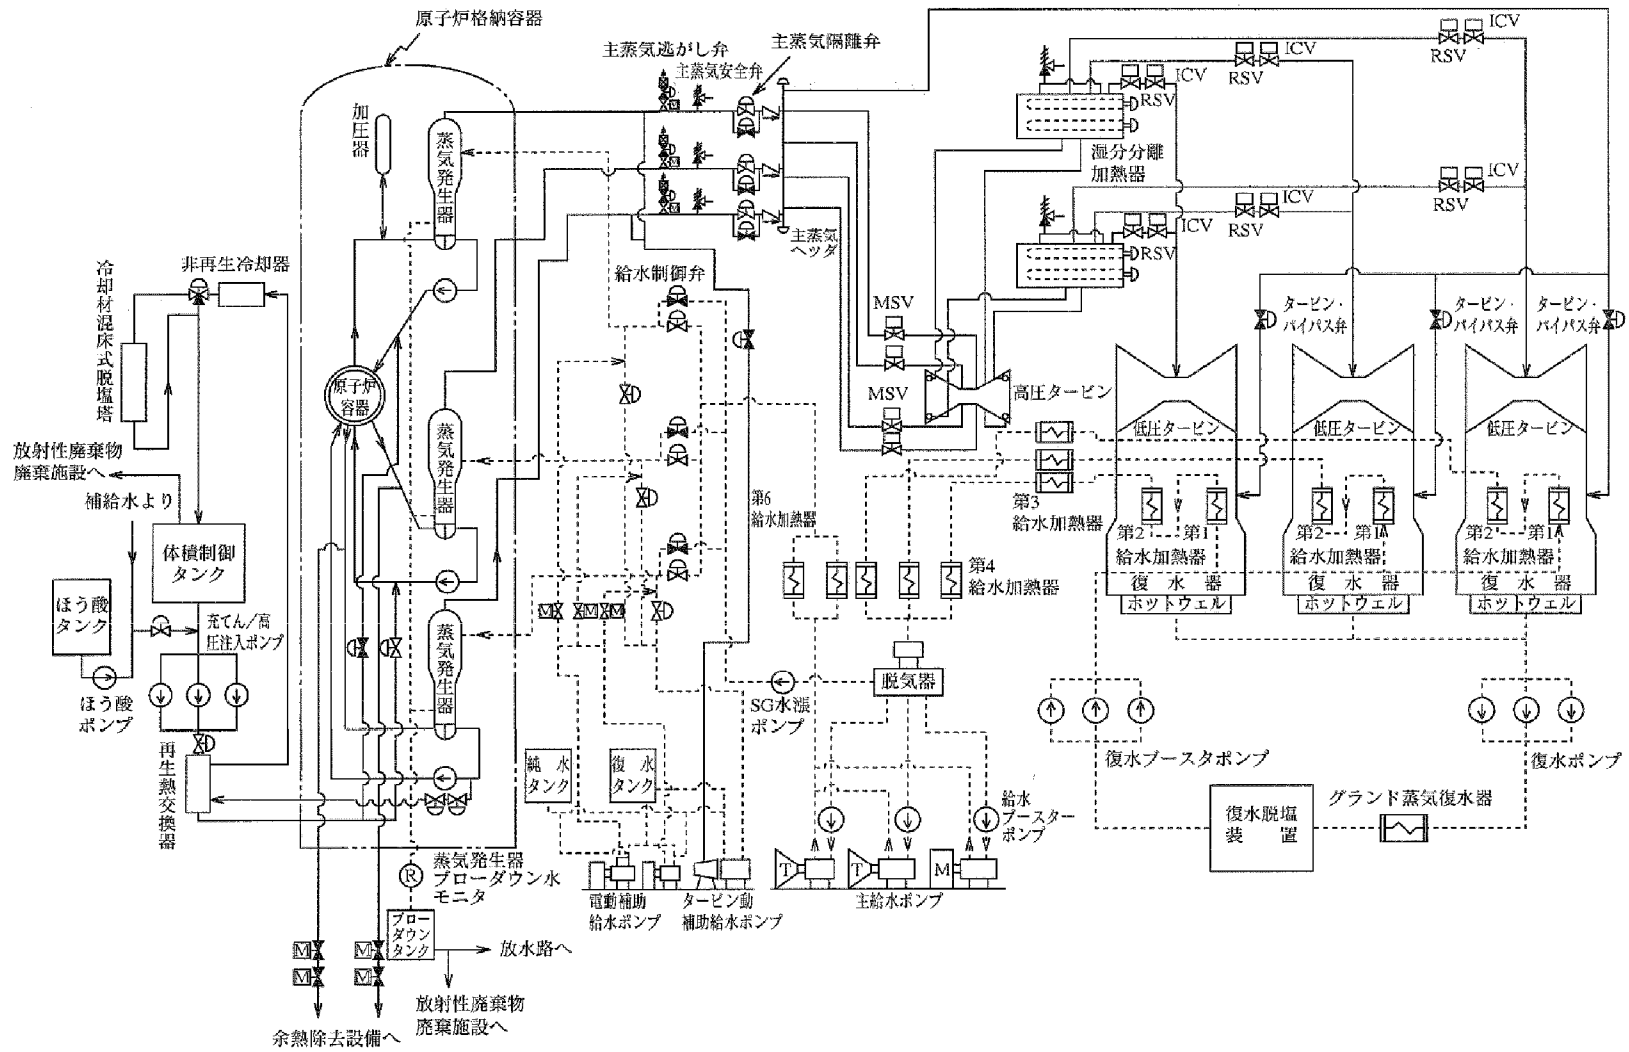 原子炉格納容器
加圧器
蒸気発生器
主蒸気逃がし弁
主蒸気安全弁
主蒸気隔離弁
主蒸気
ヘッダ
ICV
RSV
ICV
RSV
ICV
RSV
湿分分離
加熱器
ICV
RSV
ICV
RSV
ICV
RSV
非再生冷却器
冷却材混床式脱塩塔
給水制御弁
MSV
MSV
高圧タービン
タービン・
バイパス弁
タービン・
バイパス弁
タービン・
バイパス弁
原子炉
容器
蒸気発生器
低圧タービン
低圧タービン
低圧タービン
放射性廃棄物
廃棄施設へ
補給水より
体積制御
タンク
ほう酸
タンク
充てん/高
圧注入ポンプ
ほう酸
ポンプ
再生熱交換器
蒸気発生器
M
M
M
第6
給水加熱器
第3
給水加熱器
第4
給水加熱器
第2
第1
給水加熱器
復水器
ホットウェル
第2
第1
給水加熱器
復水器
ホットウェル
第2
第1
給水加熱器
復水器
ホットウェル
脱気器
SG水漲
ポンプ
純水
タンク
復水
タンク
復水ブースタポンプ
復水ポンプ
給水
ブースター
ポンプ
復水脱塩
装置
グランド蒸気復水器
T
T
M
主給水ポンプ
電動補助
給水ポンプ
タービン動
補助給水ポンプ
R
蒸気発生器
ブローダウン水
モニタ
ブロー
ダウン
タンク
放水路へ
放射性廃棄物
廃棄施設へ
M
M
M
M
余熱除去設備へ